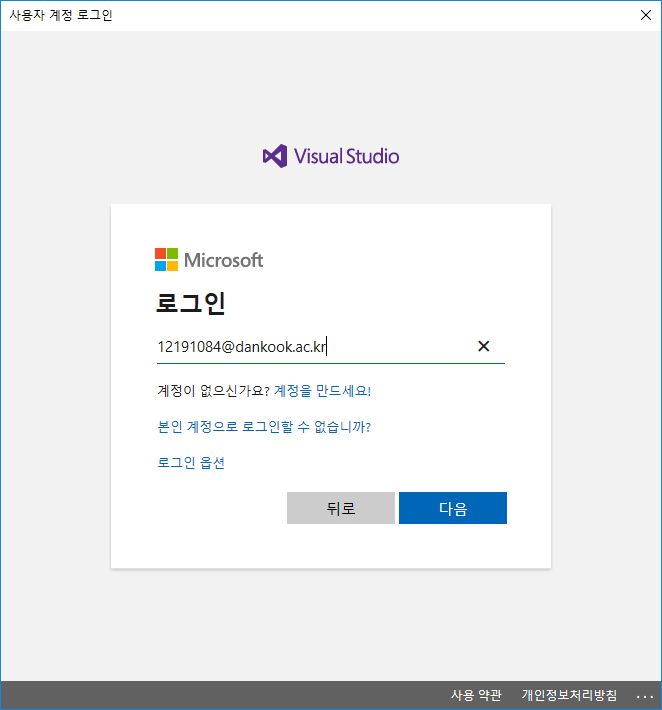 사용자 계정 로그인
Visual Studio
Microsoft
로그인
12191084@dankook.ac.kr
계정이 없으신가요? 계정을 만드세요!
본인 계정으로 로그인할 수 없습니까?
로그인 옵션
뒤로 다음
사용 약관 개인정보처리방침 ...